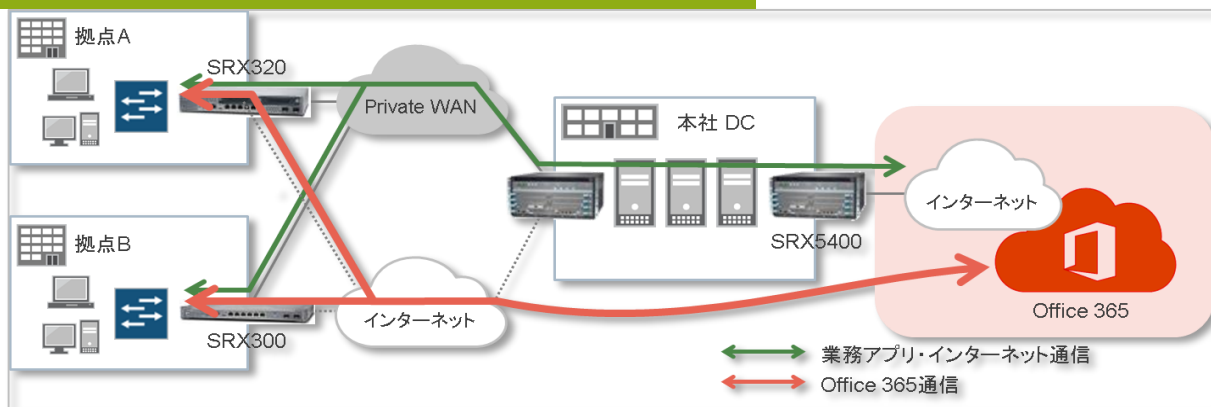 拠点A
SRX320
Private WAN
本社 DC
インターネット
拠点B
SRX5400
インターネット
SRX300
Office 365
業務アプリ・インターネット通信
Office 365通信